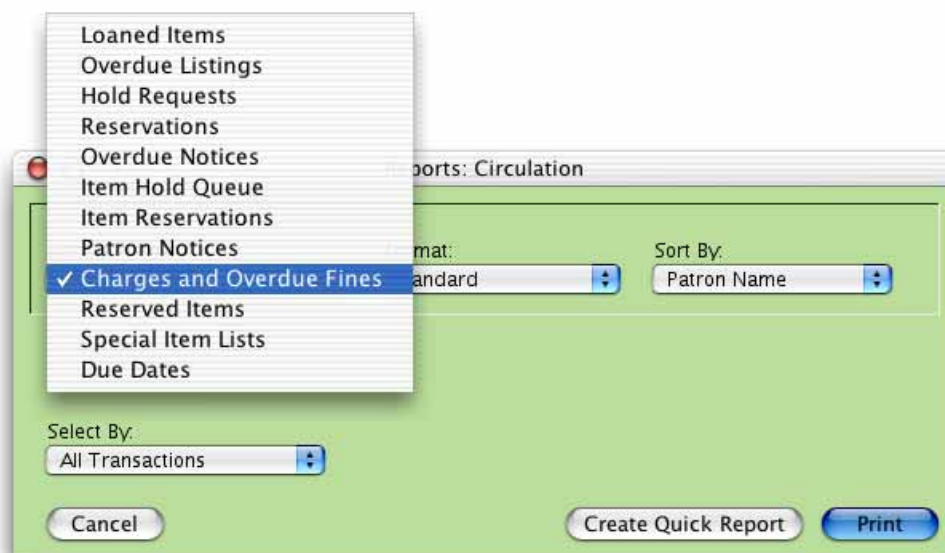 Loaned Items
Overdue Listings
Hold Requests
Reservations
Overdue Notices
Item Hold Queue
Item Reservations
Patron Notices
✓ Charges and Overdue Fines
Reserved Items
Special Item Lists
Due Dates
ports: Circulation
mat:
Sort By:
andard
Patron Name
Select By:
All Transactions
Cancel
Create Quick Report
Print